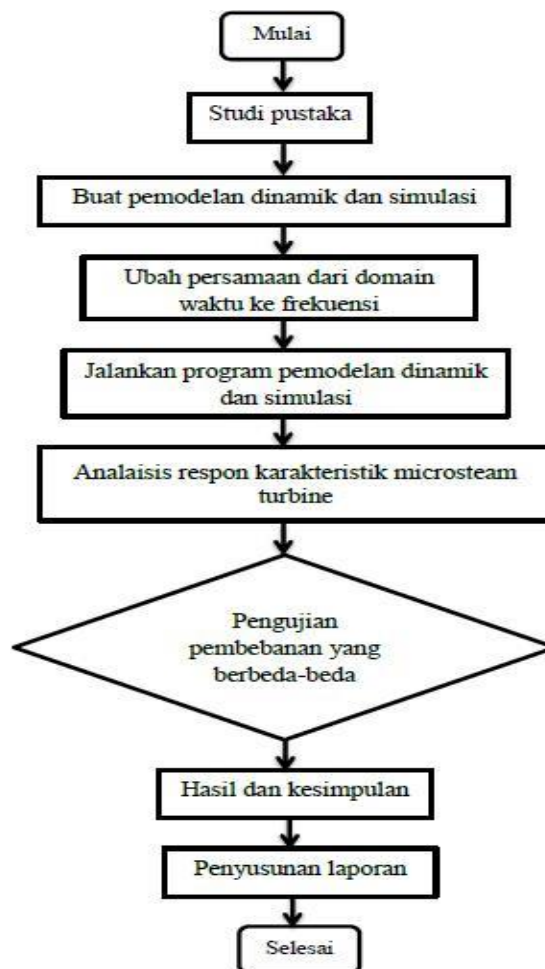 Mulai
Studi pustaka
Buat pemodelan dinamik dan simulasi
Ubah persamaan dari domain
waktu ke frekuensi
Jalankan program pemodelan dinamik
dan simulasi
Analaisis respon karakteristik microsteam
turbine
Pengujian
pembebanan yang
berbeda-beda
Hasil dan kesimpulan
Penyusunan laporan
Selesai